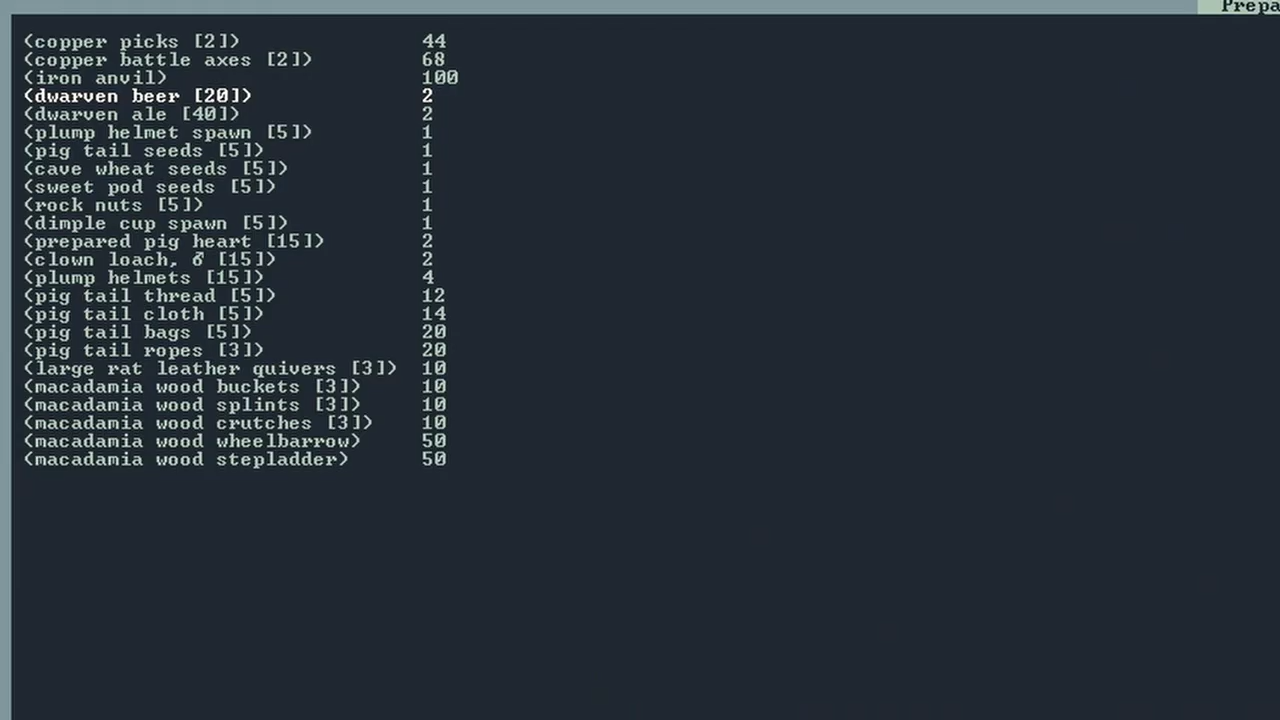 Prepa
(copper picks [2]) 44
(copper battle axes [2]) 68
(iron anvil) 100
(dwarven beer [20]) 2
(dwarven ale [40]) 2
(plump helmet spawn [5]) 1
(pig tail seeds [5]) 1
(cave wheat seeds [5]) 1
(sweet pod seeds [5]) 1
(rock nuts [5]) 1
(dimple cup spawn [5]) 1
(prepared pig heart [15]) 2
(clown loach, ♂ [15]) 2
(plump helmets [15]) 4
(pig tail thread [5]) 12
(pig tail cloth [5]) 14
(pig tail bags [5]) 20
(pig tail ropes [3]) 20
(large rat leather quivers [3]) 10
(macadamia wood buckets [3]) 10
(macadamia wood splints [3]) 10
(macadamia wood crutches [3]) 10
(macadamia wood wheelbarrow) 50
(macadamia wood stepladder) 50